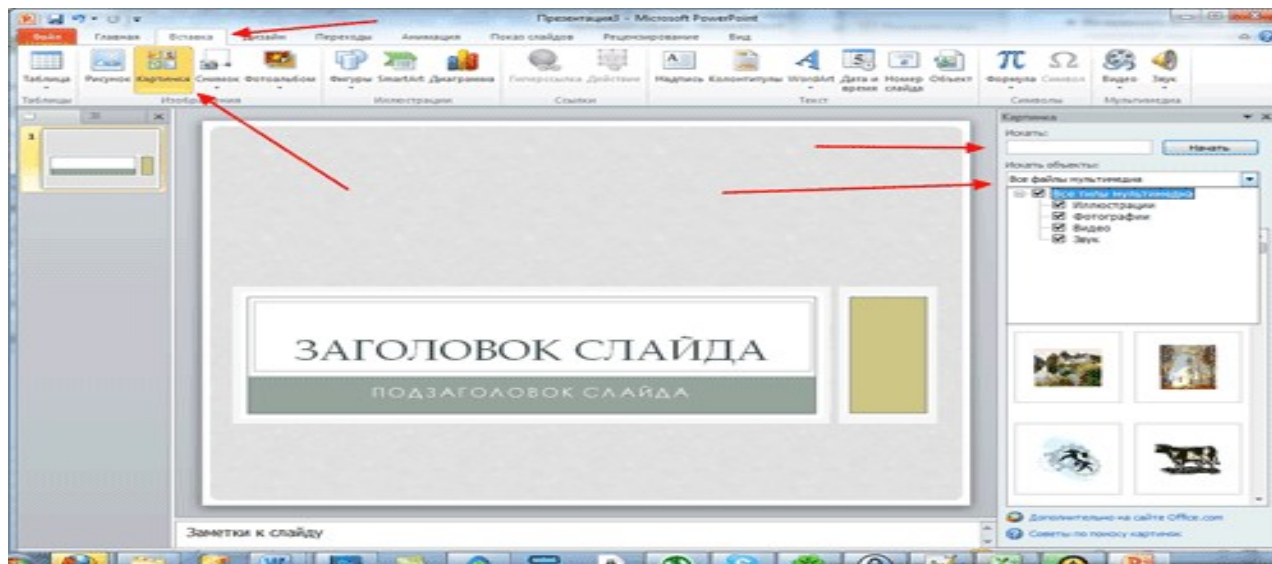 Презентация3 - Microsoft PowerPoint
Файл Главная Вставка Дизайн Переходы Анимация Показ слайдов Рецензирование Вид
Таблица Рисунок Картинка Снимок Фотоальбом Фигуры SmartArt Диаграмма Гиперссылка Действие Надпись Колонтитулы WordArt Дата и время Номер слайда Объект Формула Символ Видео Звук
Таблицы Изображения Иллюстрации Ссылки Текст Символы Мультимедиа
1
Картинка
Искать:
Начать
Искать объекты:
Все файлы мультимедиа
Все типы мультимедиа
Иллюстрации
Фотографии
Видео
Звук
ЗАГОЛОВОК СЛАЙДА
ПОДЗАГОЛОВОК СЛАЙДА
Заметки к слайду
Дополнительно на сайте Office.com
Советы по поиску картинок